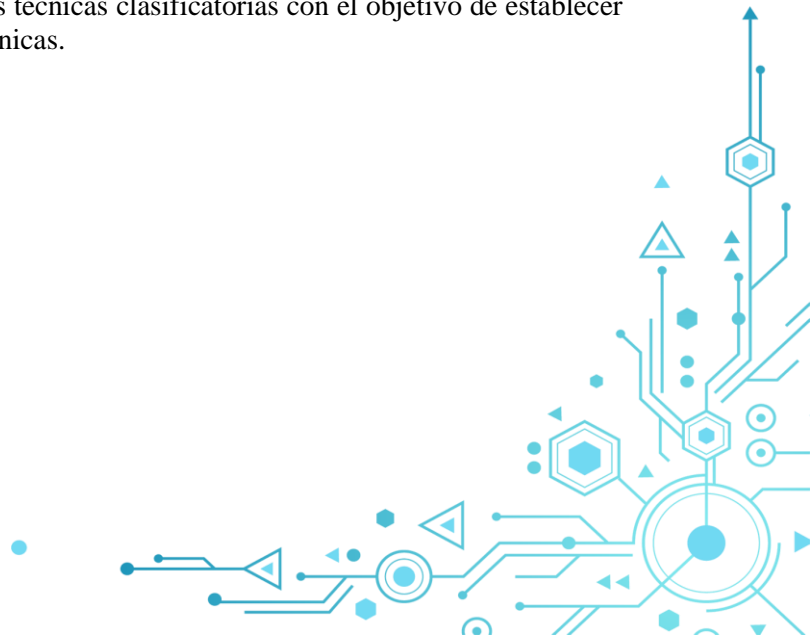 s técnicas clasificatorias con el objetivo de establecer
nicas.